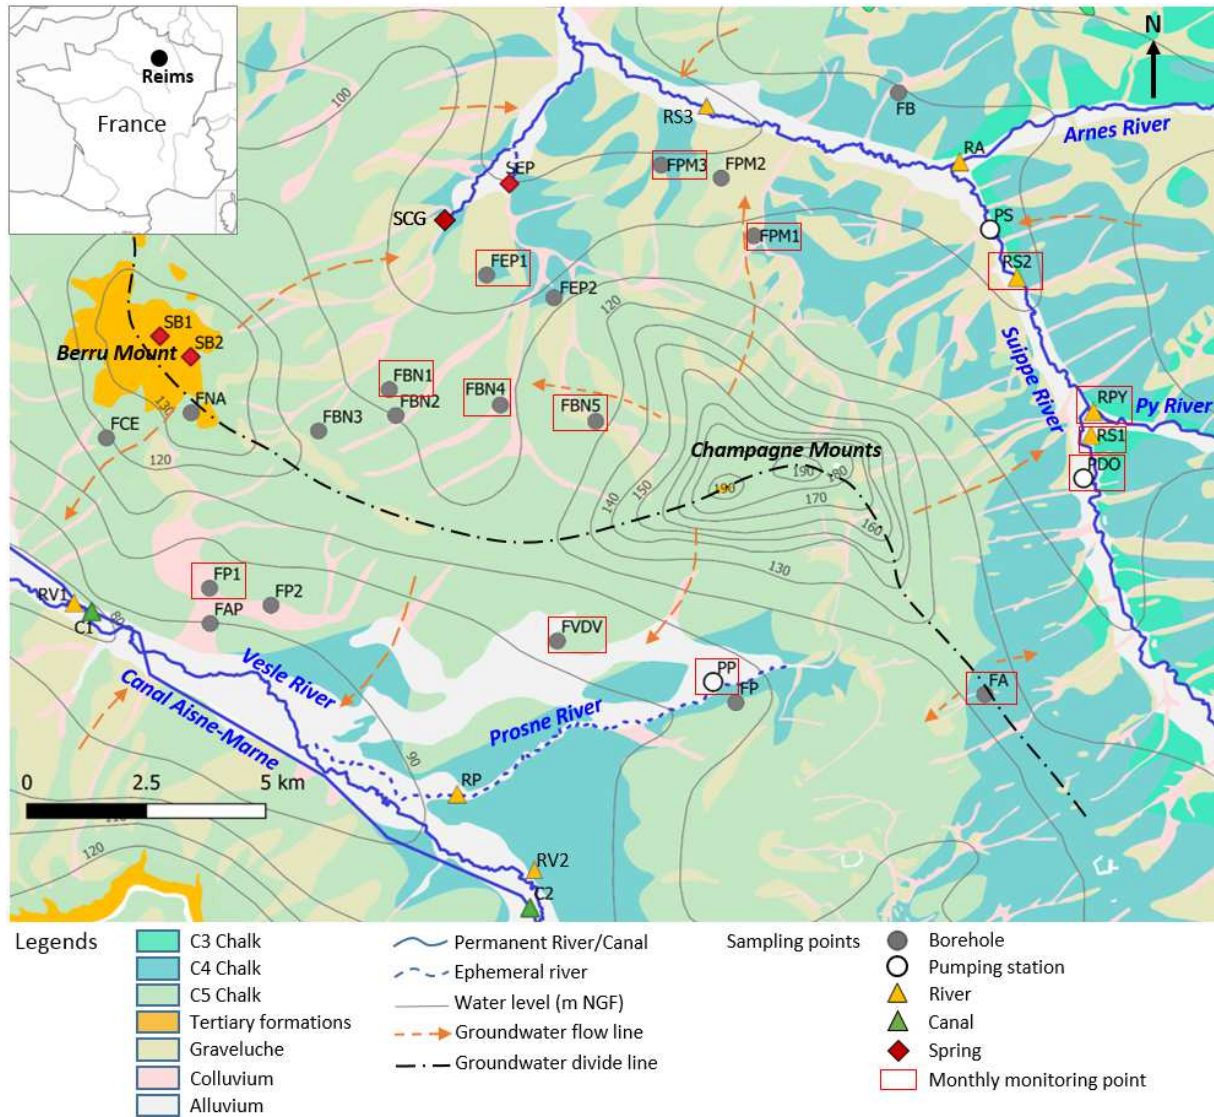 Reims
France
N
100
RS3
FB
RA
Arnes River
SEP
FPM3
FPM2
SCG
PS
FPM1
RS2
FEP1
FEP2
120
SB1
SB2
Berru Mount
Suippe River
FBN1
FBN4
FBN5
130
FNA
FBN2
FBN3
FCE
RPY
Py River
RS1
120
Champagne Mounts
PDO
140
150
190
190
180
170
160
130
FP1
FP2
RV1
80
C1
FAP
FVDV
Vesle River
PP
FP
FA
Canal Aisne-Marne
Prosne River
90
0 2.5 5 km
RP
120
RV2
C2
Legends
C3 Chalk
C4 Chalk
C5 Chalk
Tertiary formations
Graveluche
Colluvium
Alluvium
Permanent River/Canal
Ephemeral river
Water level (m NGF)
Groundwater flow line
Groundwater divide line
Sampling points
Borehole
Pumping station
River
Canal
Spring
Monthly monitoring point